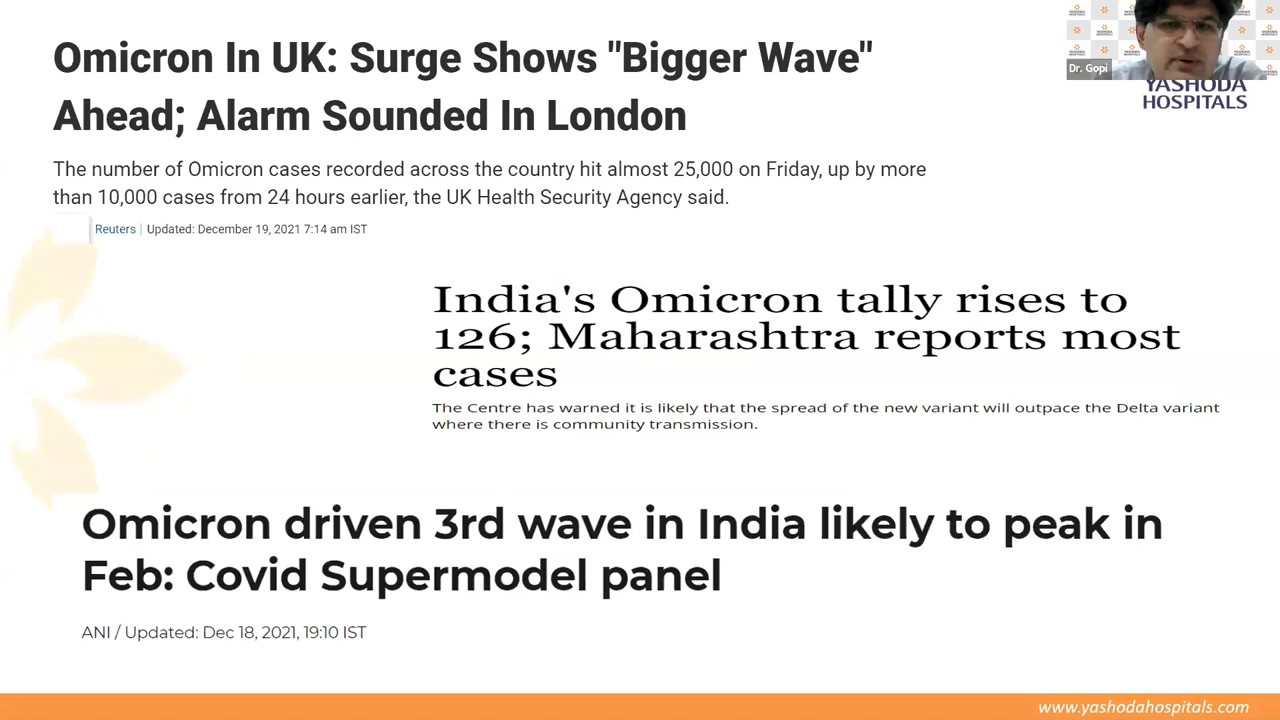 Omicron In UK: Surge Shows "Bigger Wave"
Ahead; Alarm Sounded In London
The number of Omicron cases recorded across the country hit almost 25,000 on Friday, up by more
than 10,000 cases from 24 hours earlier, the UK Health Security Agency said.
Reuters | Updated: December 19, 2021 7:14 am IST
Dr. Gopi
YASHODA
HOSPITALS
India's Omicron tally rises to
126; Maharashtra reports most
cases
The Centre has warned it is likely that the spread of the new variant will outpace the Delta variant
where there is community transmission.
Omicron driven 3rd wave in India likely to peak in
Feb: Covid Supermodel panel
ANI / Updated: Dec 18, 2021, 19:10 IST
www.yashodahospitals.com